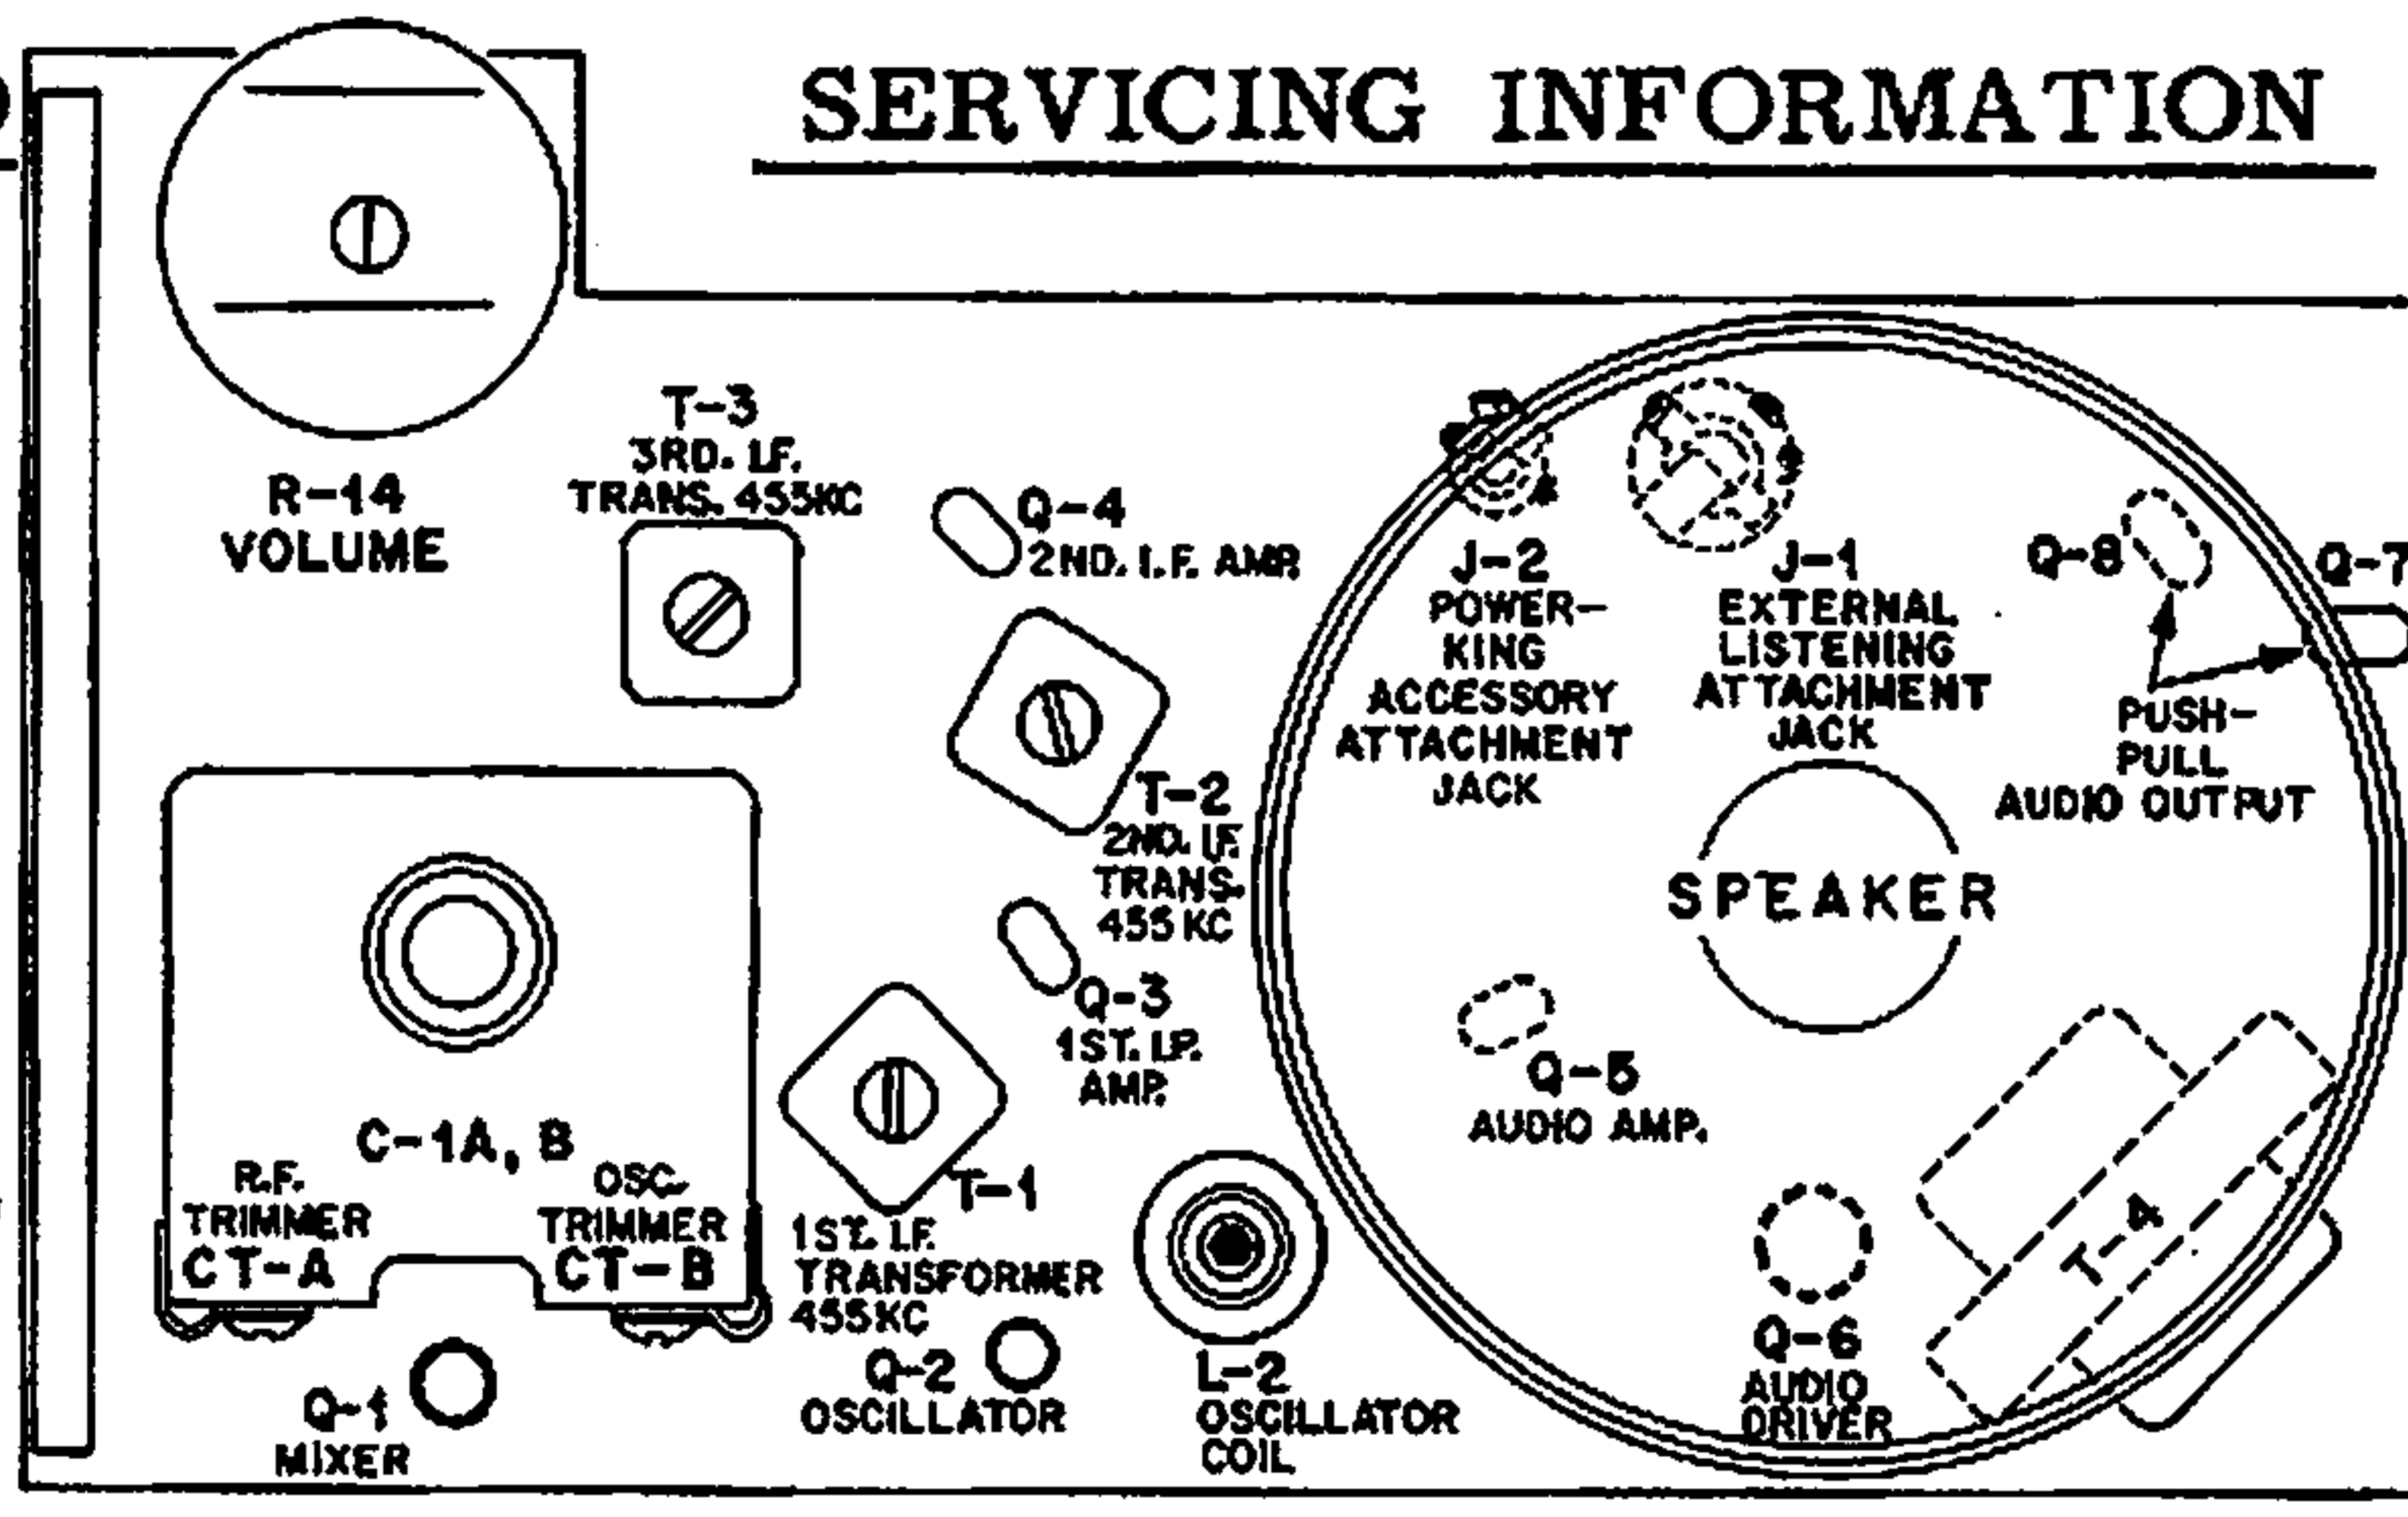 SERVICING INFORMATION
R-14
VOLUME
T-3
3RD. I.F.
TRANS. 455KC
Q-4
2ND. I.F. AMP.
T-2
2ND. I.F.
TRANS.
455 KC
Q-3
1ST. I.F.
AMP.
C-1A, B
R.F.
TRIMMER
CT-A
OSC.
TRIMMER
CT-B
T-1
1ST. I.F.
TRANSFORMER
455KC
Q-1
MIXER
Q-2
OSCILLATOR
L-2
OSCILLATOR
COIL
J-2
POWER-
KING
ACCESSORY
ATTACHMENT
JACK
J-1
EXTERNAL
LISTENING
ATTACHMENT
JACK
Q-8
Q-7
PUSH-
PULL
AUDIO OUTPUT
SPEAKER
Q-5
AUDIO AMP.
Q-6
AUDIO
DRIVER
T-4